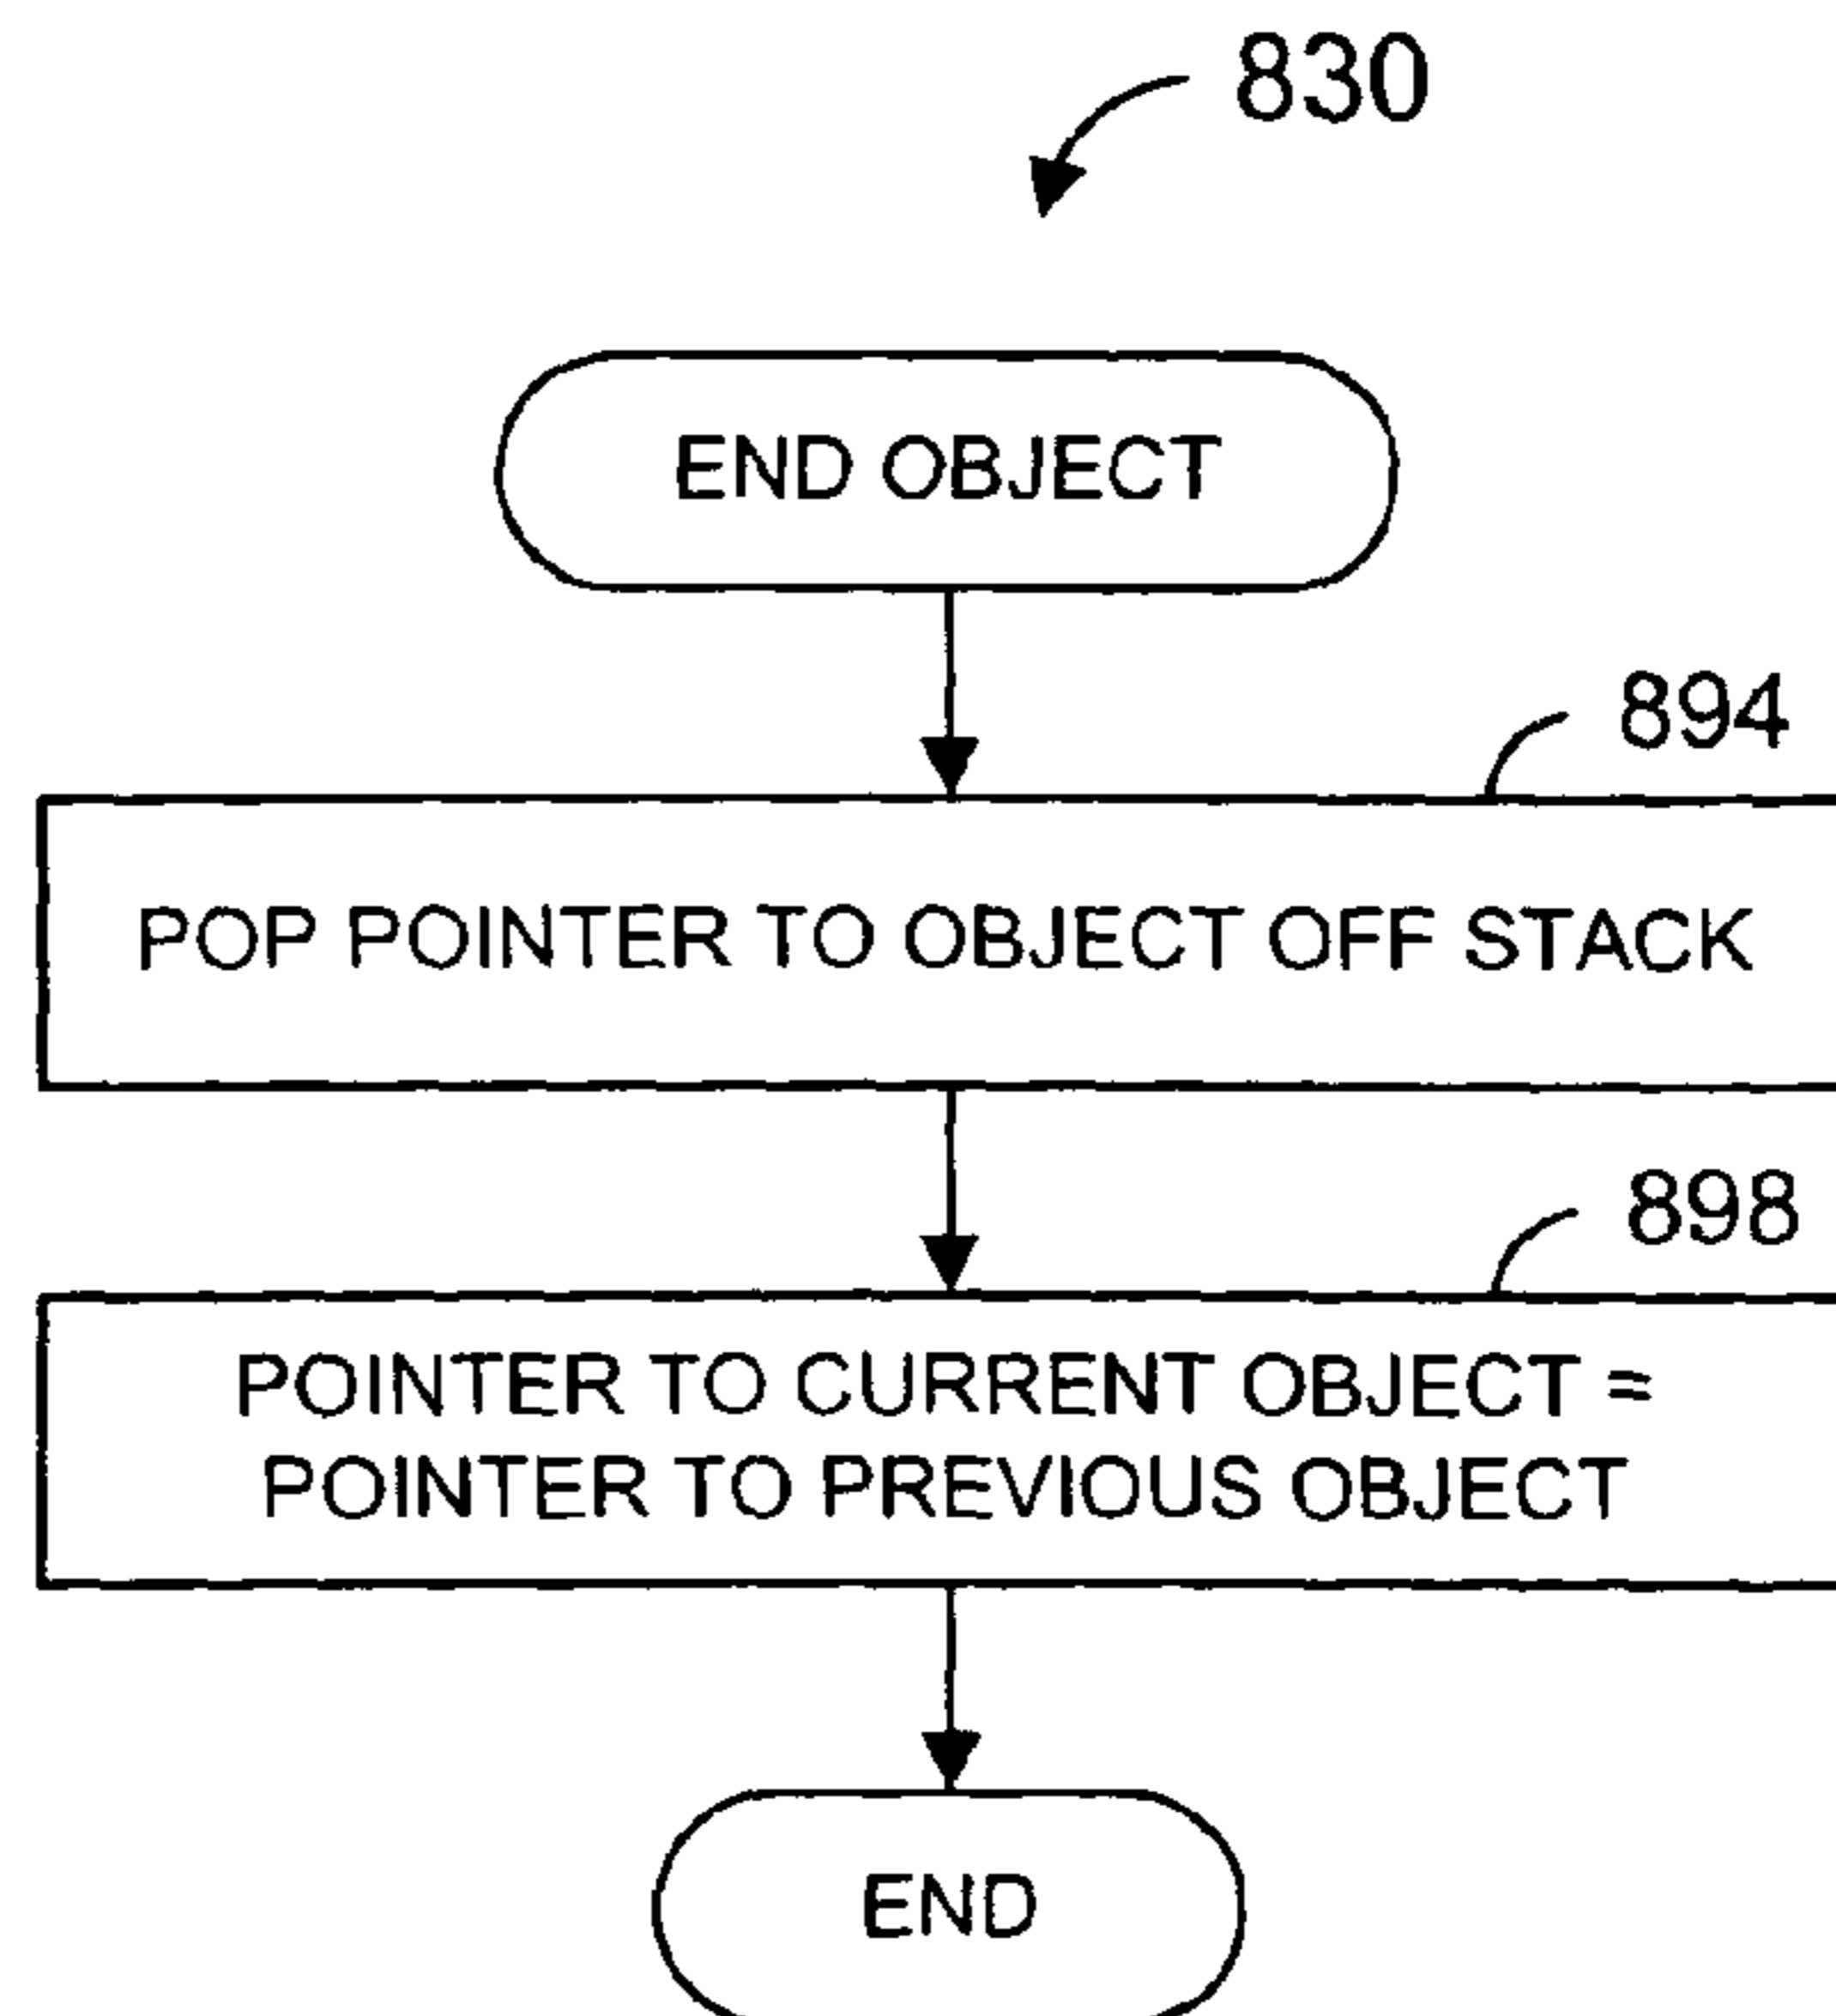 830
END OBJECT
894
POP POINTER TO OBJECT OFF STACK
898
POINTER TO CURRENT OBJECT =
POINTER TO PREVIOUS OBJECT
END